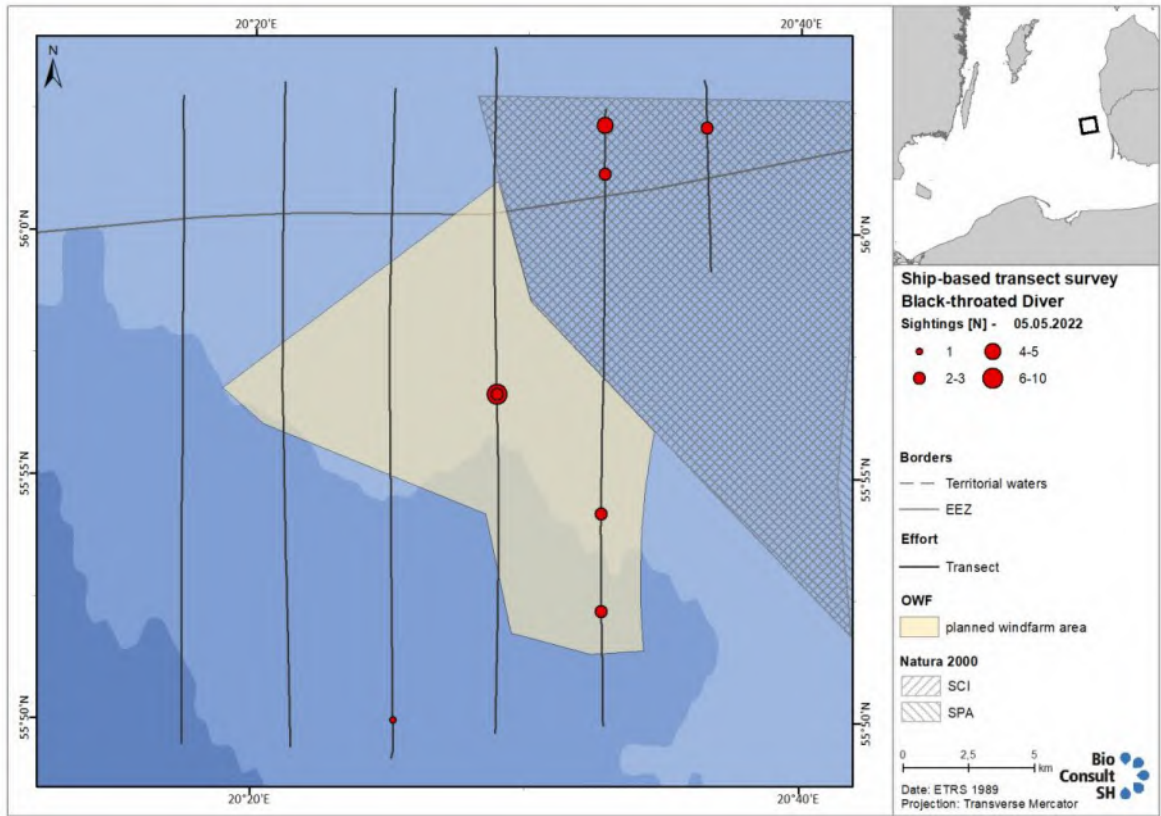 20°20'E
20°40'E
N
56°0'N
56°0'N
55°55'N
55°55'N
55°50'N
55°50'N
20°20'E
20°40'E
Ship-based transect survey
Black-throated Diver
Sightings [N] - 05.05.2022
1 4-5
2-3 6-10
Borders
Territorial waters
EEZ
Effort
Transect
OWF
planned windfarm area
Natura 2000
SCI
SPA
0 2,5 5
km
Date: ETRS 1989
Projection: Transverse Mercator
Bio
Consult
SH